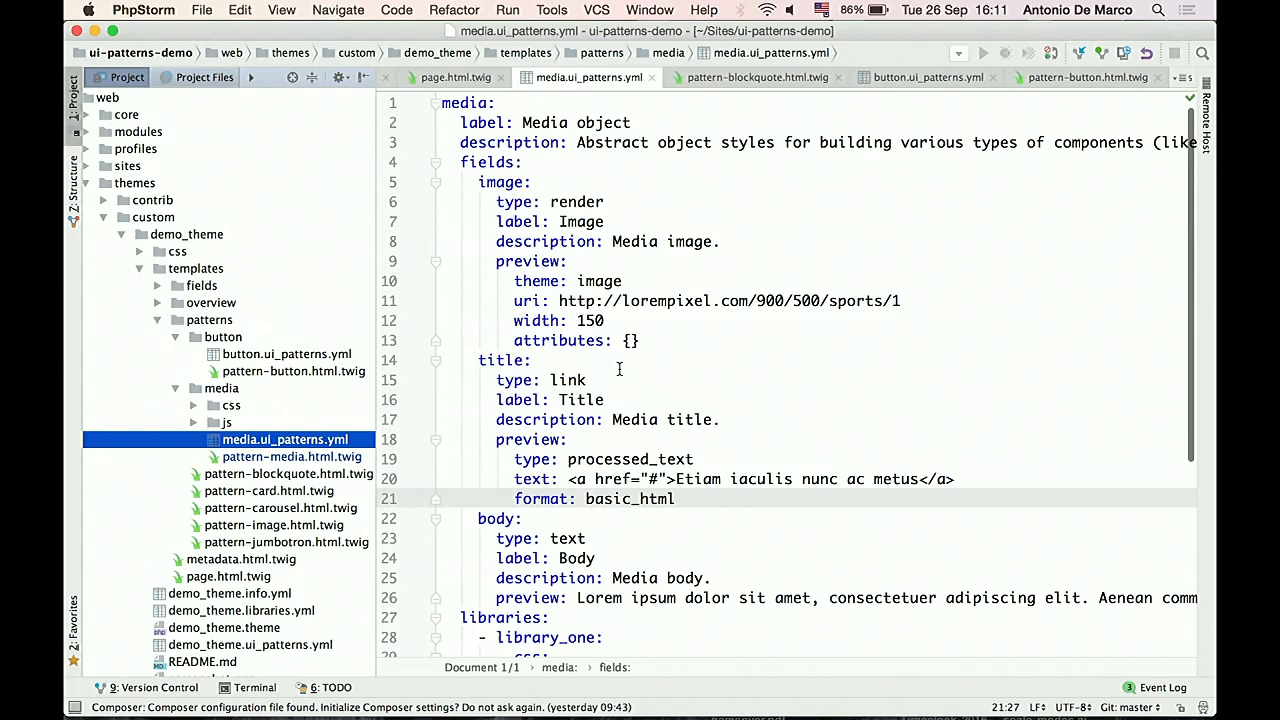 PhpStorm File Edit View Navigate Code Refactor Run Tools VCS Window Help 86% Tue 26 Sep 16:11 Antonio De Marco
media.ui_patterns.yml - ui-patterns-demo - [~/Sites/ui-patterns-demo]
ui-patterns-demo web themes custom demo_theme templates patterns media media.ui_patterns.yml
1: Project
7: Structure
2: Favorites
Project Project Files
web
core
modules
profiles
sites
themes
contrib
custom
demo_theme
css
templates
fields
overview
patterns
button
button.ui_patterns.yml
pattern-button.html.twig
media
css
js
media.ui_patterns.yml
pattern-media.html.twig
pattern-blockquote.html.twig
pattern-card.html.twig
pattern-carousel.html.twig
pattern-image.html.twig
pattern-jumbotron.html.twig
metadata.html.twig
page.html.twig
demo_theme.info.yml
demo_theme.libraries.yml
demo_theme.theme
demo_theme.ui_patterns.yml
README.md
page.html.twig media.ui_patterns.yml pattern-blockquote.html.twig button.ui_patterns.yml pattern-button.html.twig
1 media:
2 label: Media object
3 description: Abstract object styles for building various types of components (like
4 fields:
5 image:
6 type: render
7 label: Image
8 description: Media image.
9 preview:
10 theme: image
11 uri: http://lorempixel.com/900/500/sports/1
12 width: 150
13 attributes: {}
14 title:
15 type: link
16 label: Title
17 description: Media title.
18 preview:
19 type: processed_text
20 text: <a href="#">Etiam iaculis nunc ac metus</a>
21 format: basic_html
22 body:
23 type: text
24 label: Body
25 description: Media body.
26 preview: Lorem ipsum dolor sit amet, consectetuer adipiscing elit. Aenean comm
27 libraries:
28 - library_one:
Remote Host
Document 1/1 media: fields:
9: Version Control Terminal 6: TODO 3 Event Log
Composer: Composer configuration file found. Initialize Composer settings? Do not ask again. (yesterday 09:43) 21:27 LF UTF-8 Git: master